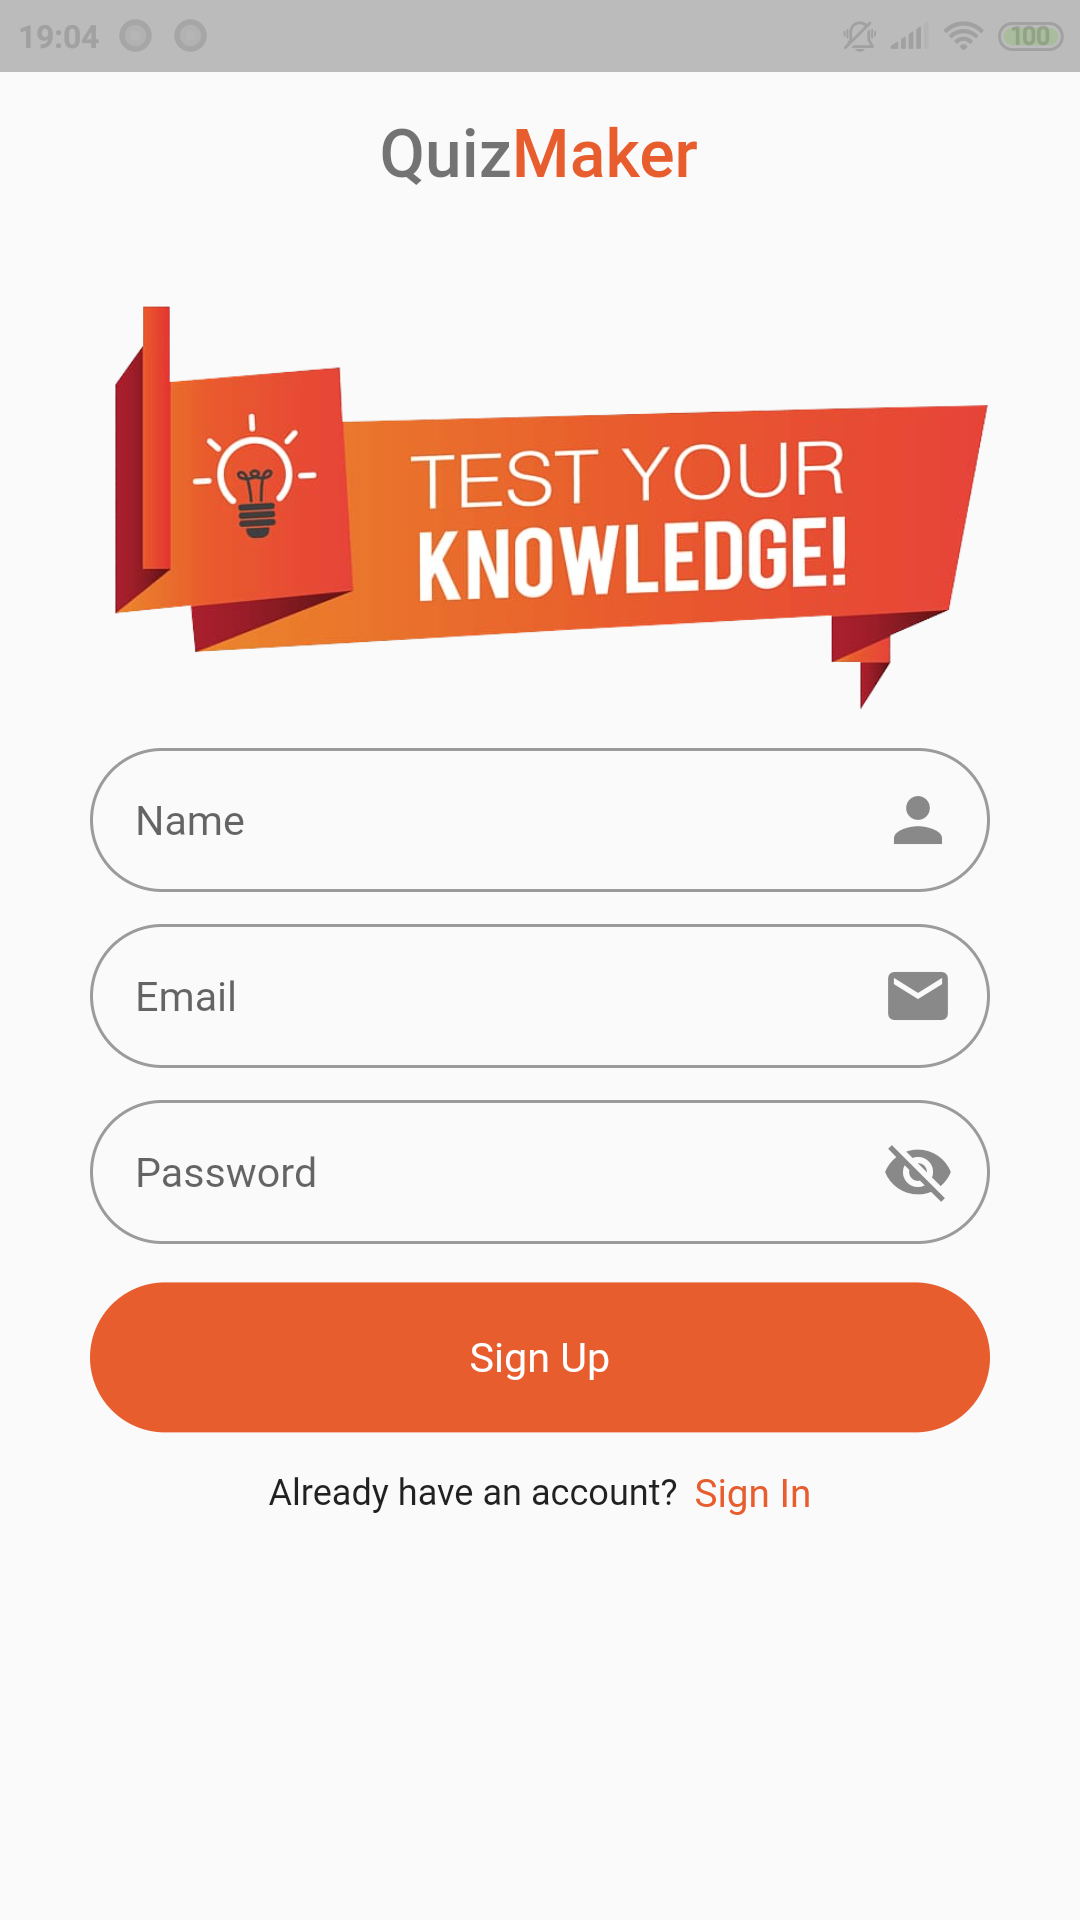 19:04 100
QuizMaker
TEST YOUR
KNOWLEDGE!
Name
Email
Password
Sign Up
Already have an account? Sign In